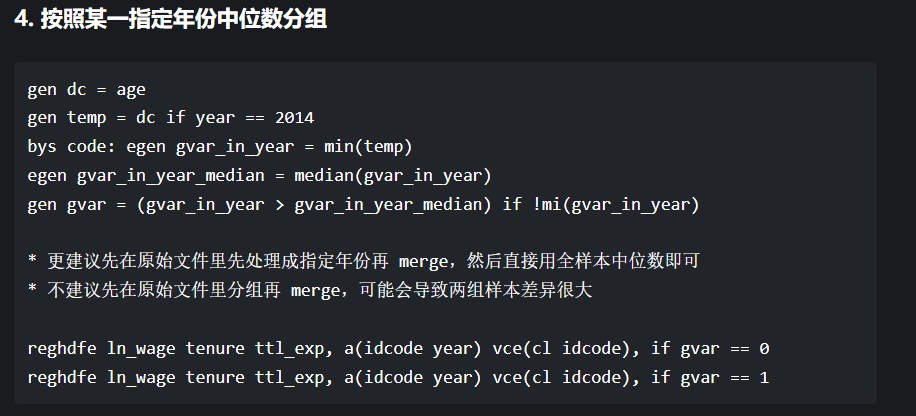 4. 按照某一指定年份中位数分组
gen dc = age
gen temp = dc if year == 2014
bys code: egen gvar_in_year = min(temp)
egen gvar_in_year_median = median(gvar_in_year)
gen gvar = (gvar_in_year > gvar_in_year_median) if !mi(gvar_in_year)
* 更建议先在原始文件里先处理成指定年份再 merge，然后直接用全样本中位数即可
* 不建议先在原始文件里分组再 merge，可能会导致两组样本差异很大
reghdfe ln_wage tenure ttl_exp, a(idcode year) vce(cl idcode), if gvar == 0
reghdfe ln_wage tenure ttl_exp, a(idcode year) vce(cl idcode), if gvar == 1